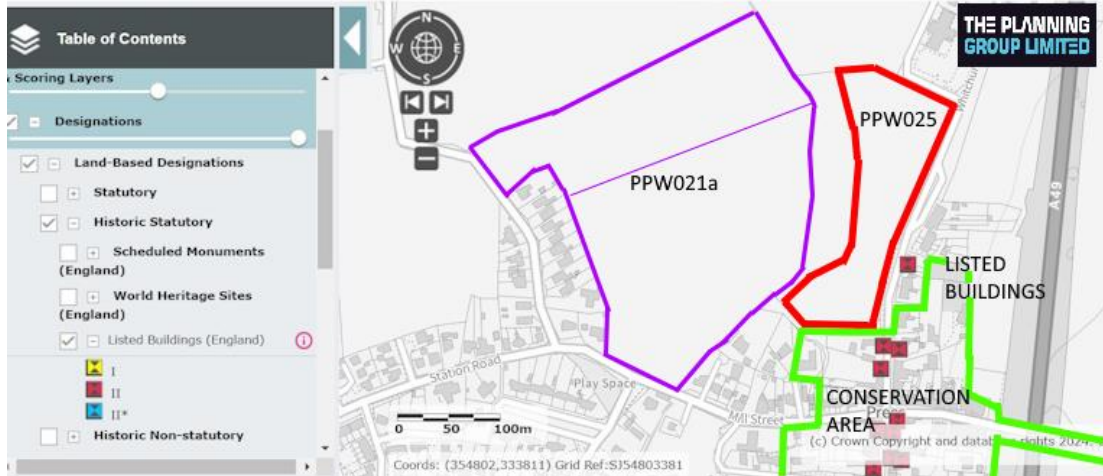 Table of Contents
& Scoring Layers
Designations
Land-Based Designations
Statutory
Historic Statutory
Scheduled Monuments
(England)
World Heritage Sites
(England)
Listed Buildings (England)
I
II
II*
Historic Non-statutory
N
W
E
S
THE PLANNING
GROUP LIMITED
Whitchu
PPW025
PPW021a
A49
LISTED
BUILDINGS
Station Road
Play Space
Mill Street
CONSERVATION
AREA
Pres
0 50 100m
(c) Crown Copyright and database rights 2024.
Coords: (354802,333811) Grid Ref:SJ54803381